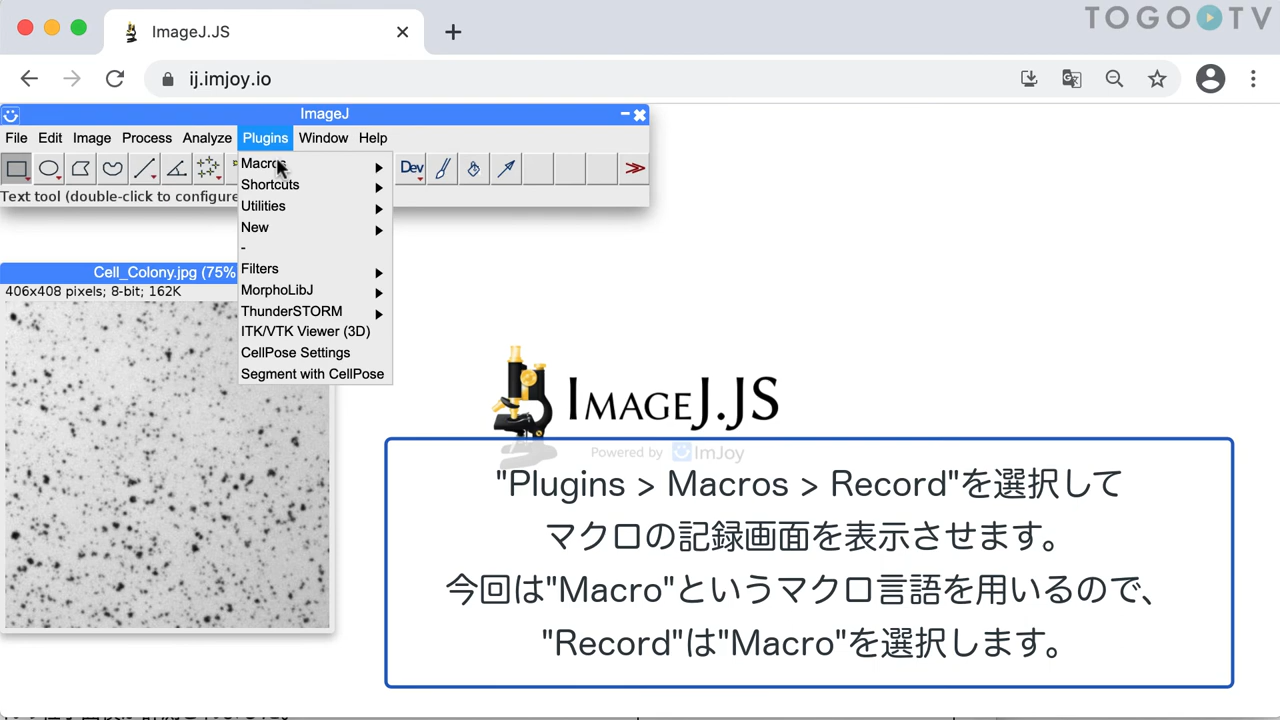 TOGO TV
ImageJ.JS
ij.imjoy.io
ImageJ
File Edit Image Process Analyze Plugins Window Help
Dev
Text tool (double-click to configure
Macros
Shortcuts
Utilities
New
-
Filters
MorphoLibJ
ThunderSTORM
ITK/VTK Viewer (3D)
CellPose Settings
Segment with CellPose
Cell_Colony.jpg (75%
406x408 pixels; 8-bit; 162K
IMAGEJ.JS
Powered by ImJoy
"Plugins > Macros > Record"を選択して
マクロの記録画面を表示させます。
今回は"Macro"というマクロ言語を用いるので、
"Record"は"Macro"を選択します。